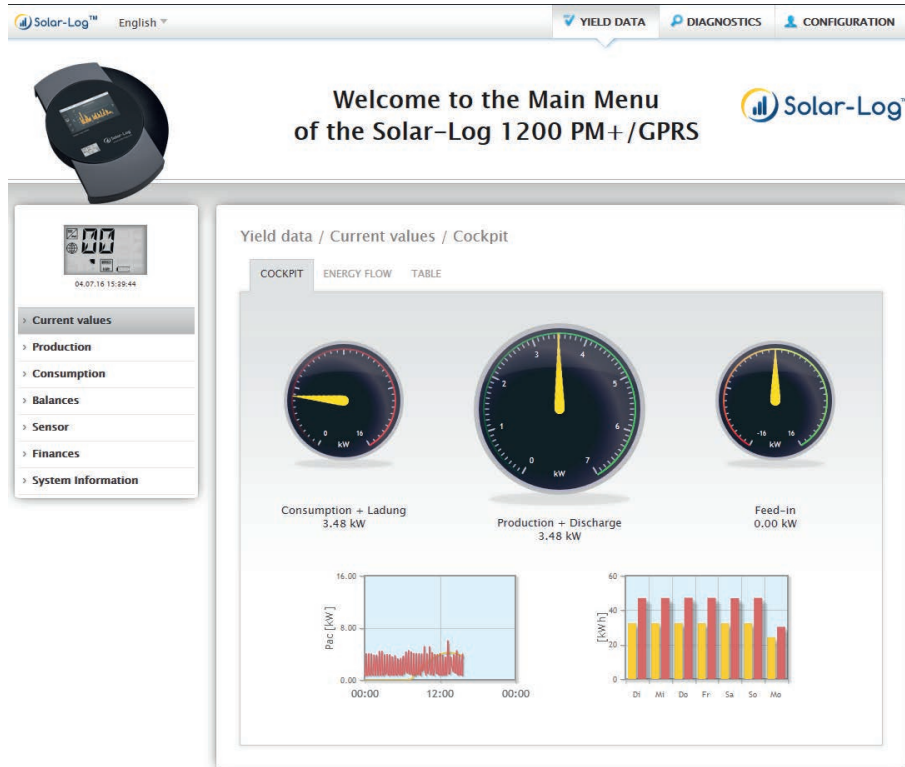 Solar-Log™ English
YIELD DATA DIAGNOSTICS CONFIGURATION
Welcome to the Main Menu
of the Solar-Log 1200 PM+/GPRS
Solar-Log
00
04.07.16 15:39:44
Current values
Production
Consumption
Balances
Sensor
Finances
System Information
Yield data / Current values / Cockpit
COCKPIT ENERGY FLOW TABLE
0 16
kW
Consumption + Ladung
3.48 kW
0 1 2 3 4 5 6 7
kW
Production + Discharge
3.48 kW
-16 16
kW
Feed-in
0.00 kW
Pac [kW]
16.00
8.00
0.00
00:00 12:00 00:00
[kWh]
60
40
20
0
Di Mi Do Fr Sa So Mo